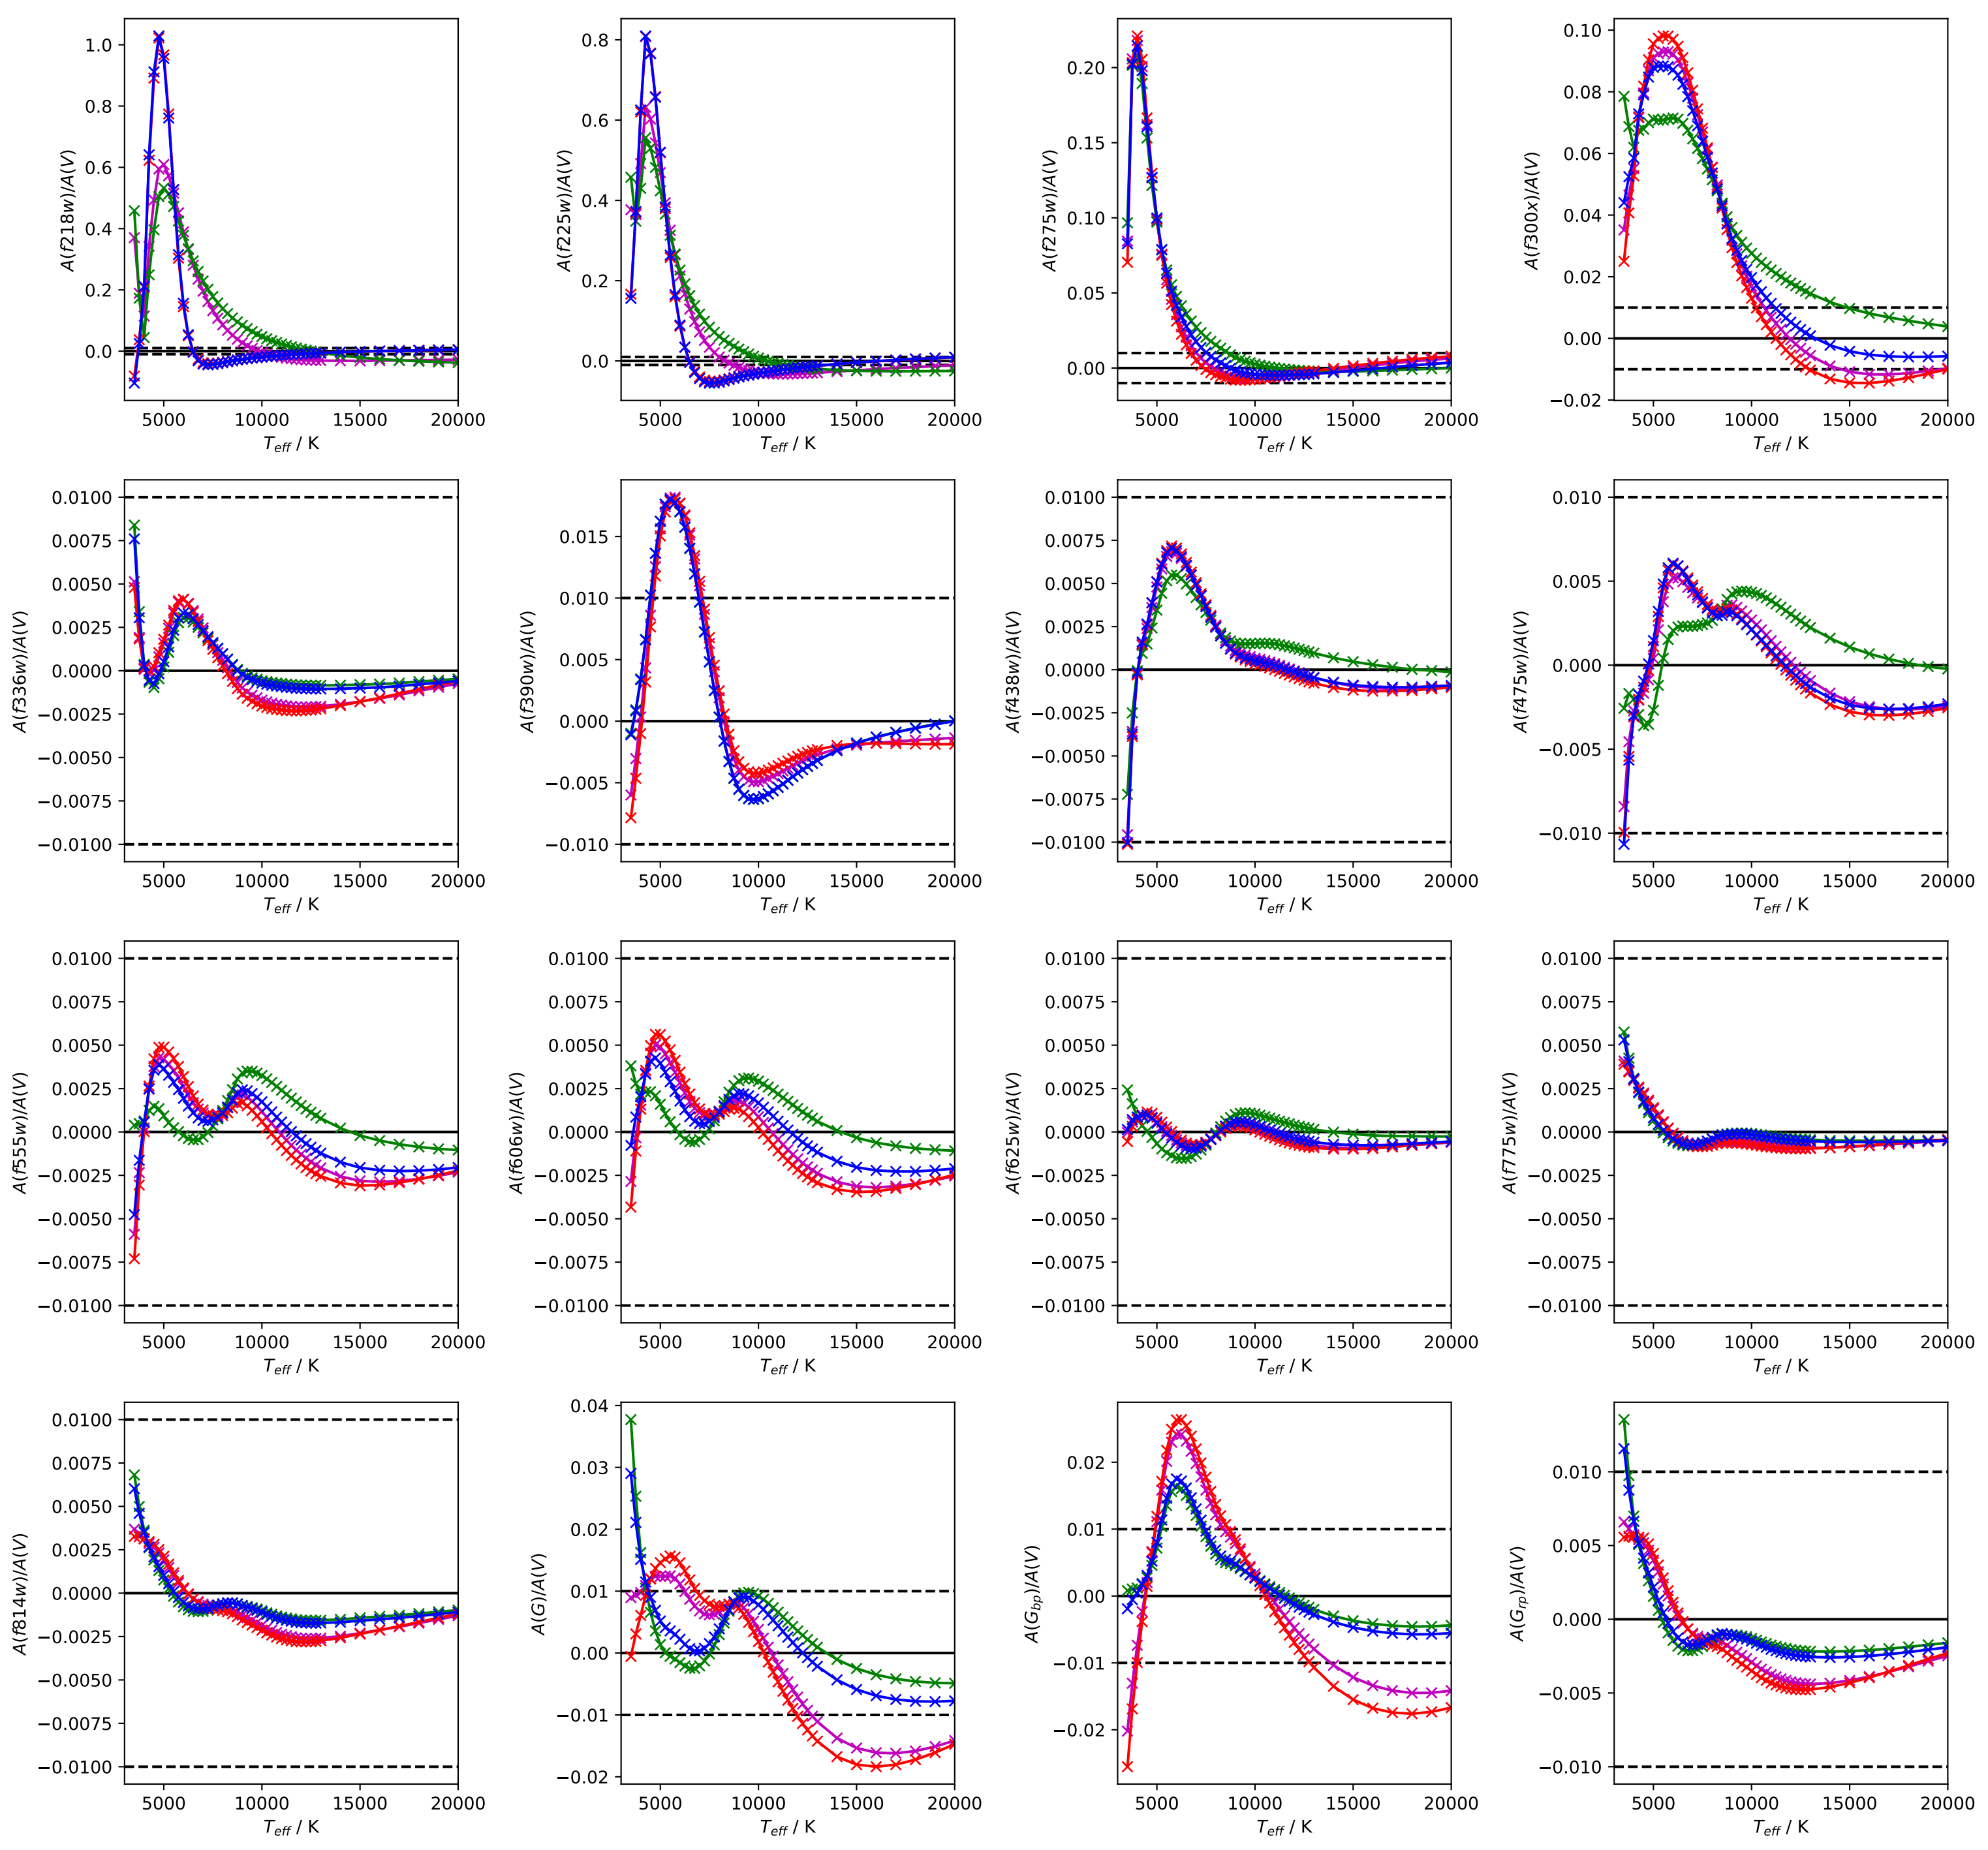 1.0
0.8
0.6
0.4
0.2
0.0
A(f218w)/A(V)
5000 10000 15000 20000
T_eff / K
0.8
0.6
0.4
0.2
0.0
A(f225w)/A(V)
5000 10000 15000 20000
T_eff / K
0.20
0.15
0.10
0.05
0.00
A(f275w)/A(V)
5000 10000 15000 20000
T_eff / K
0.10
0.08
0.06
0.04
0.02
0.00
−0.02
A(f300x)/A(V)
5000 10000 15000 20000
T_eff / K
0.0100
0.0075
0.0050
0.0025
0.0000
−0.0025
−0.0050
−0.0075
−0.0100
A(f336w)/A(V)
5000 10000 15000 20000
T_eff / K
0.015
0.010
0.005
0.000
−0.005
−0.010
A(f390w)/A(V)
5000 10000 15000 20000
T_eff / K
0.0100
0.0075
0.0050
0.0025
0.0000
−0.0025
−0.0050
−0.0075
−0.0100
A(f438w)/A(V)
5000 10000 15000 20000
T_eff / K
0.010
0.005
0.000
−0.005
−0.010
A(f475w)/A(V)
5000 10000 15000 20000
T_eff / K
0.0100
0.0075
0.0050
0.0025
0.0000
−0.0025
−0.0050
−0.0075
−0.0100
A(f555w)/A(V)
5000 10000 15000 20000
T_eff / K
0.0100
0.0075
0.0050
0.0025
0.0000
−0.0025
−0.0050
−0.0075
−0.0100
A(f606w)/A(V)
5000 10000 15000 20000
T_eff / K
0.0100
0.0075
0.0050
0.0025
0.0000
−0.0025
−0.0050
−0.0075
−0.0100
A(f625w)/A(V)
5000 10000 15000 20000
T_eff / K
0.0100
0.0075
0.0050
0.0025
0.0000
−0.0025
−0.0050
−0.0075
−0.0100
A(f775w)/A(V)
5000 10000 15000 20000
T_eff / K
0.0100
0.0075
0.0050
0.0025
0.0000
−0.0025
−0.0050
−0.0075
−0.0100
A(f814w)/A(V)
5000 10000 15000 20000
T_eff / K
0.04
0.03
0.02
0.01
0.00
−0.01
−0.02
A(G)/A(V)
5000 10000 15000 20000
T_eff / K
0.02
0.01
0.00
−0.01
−0.02
A(G_bp)/A(V)
5000 10000 15000 20000
T_eff / K
0.010
0.005
0.000
−0.005
−0.010
A(G_rp)/A(V)
5000 10000 15000 20000
T_eff / K